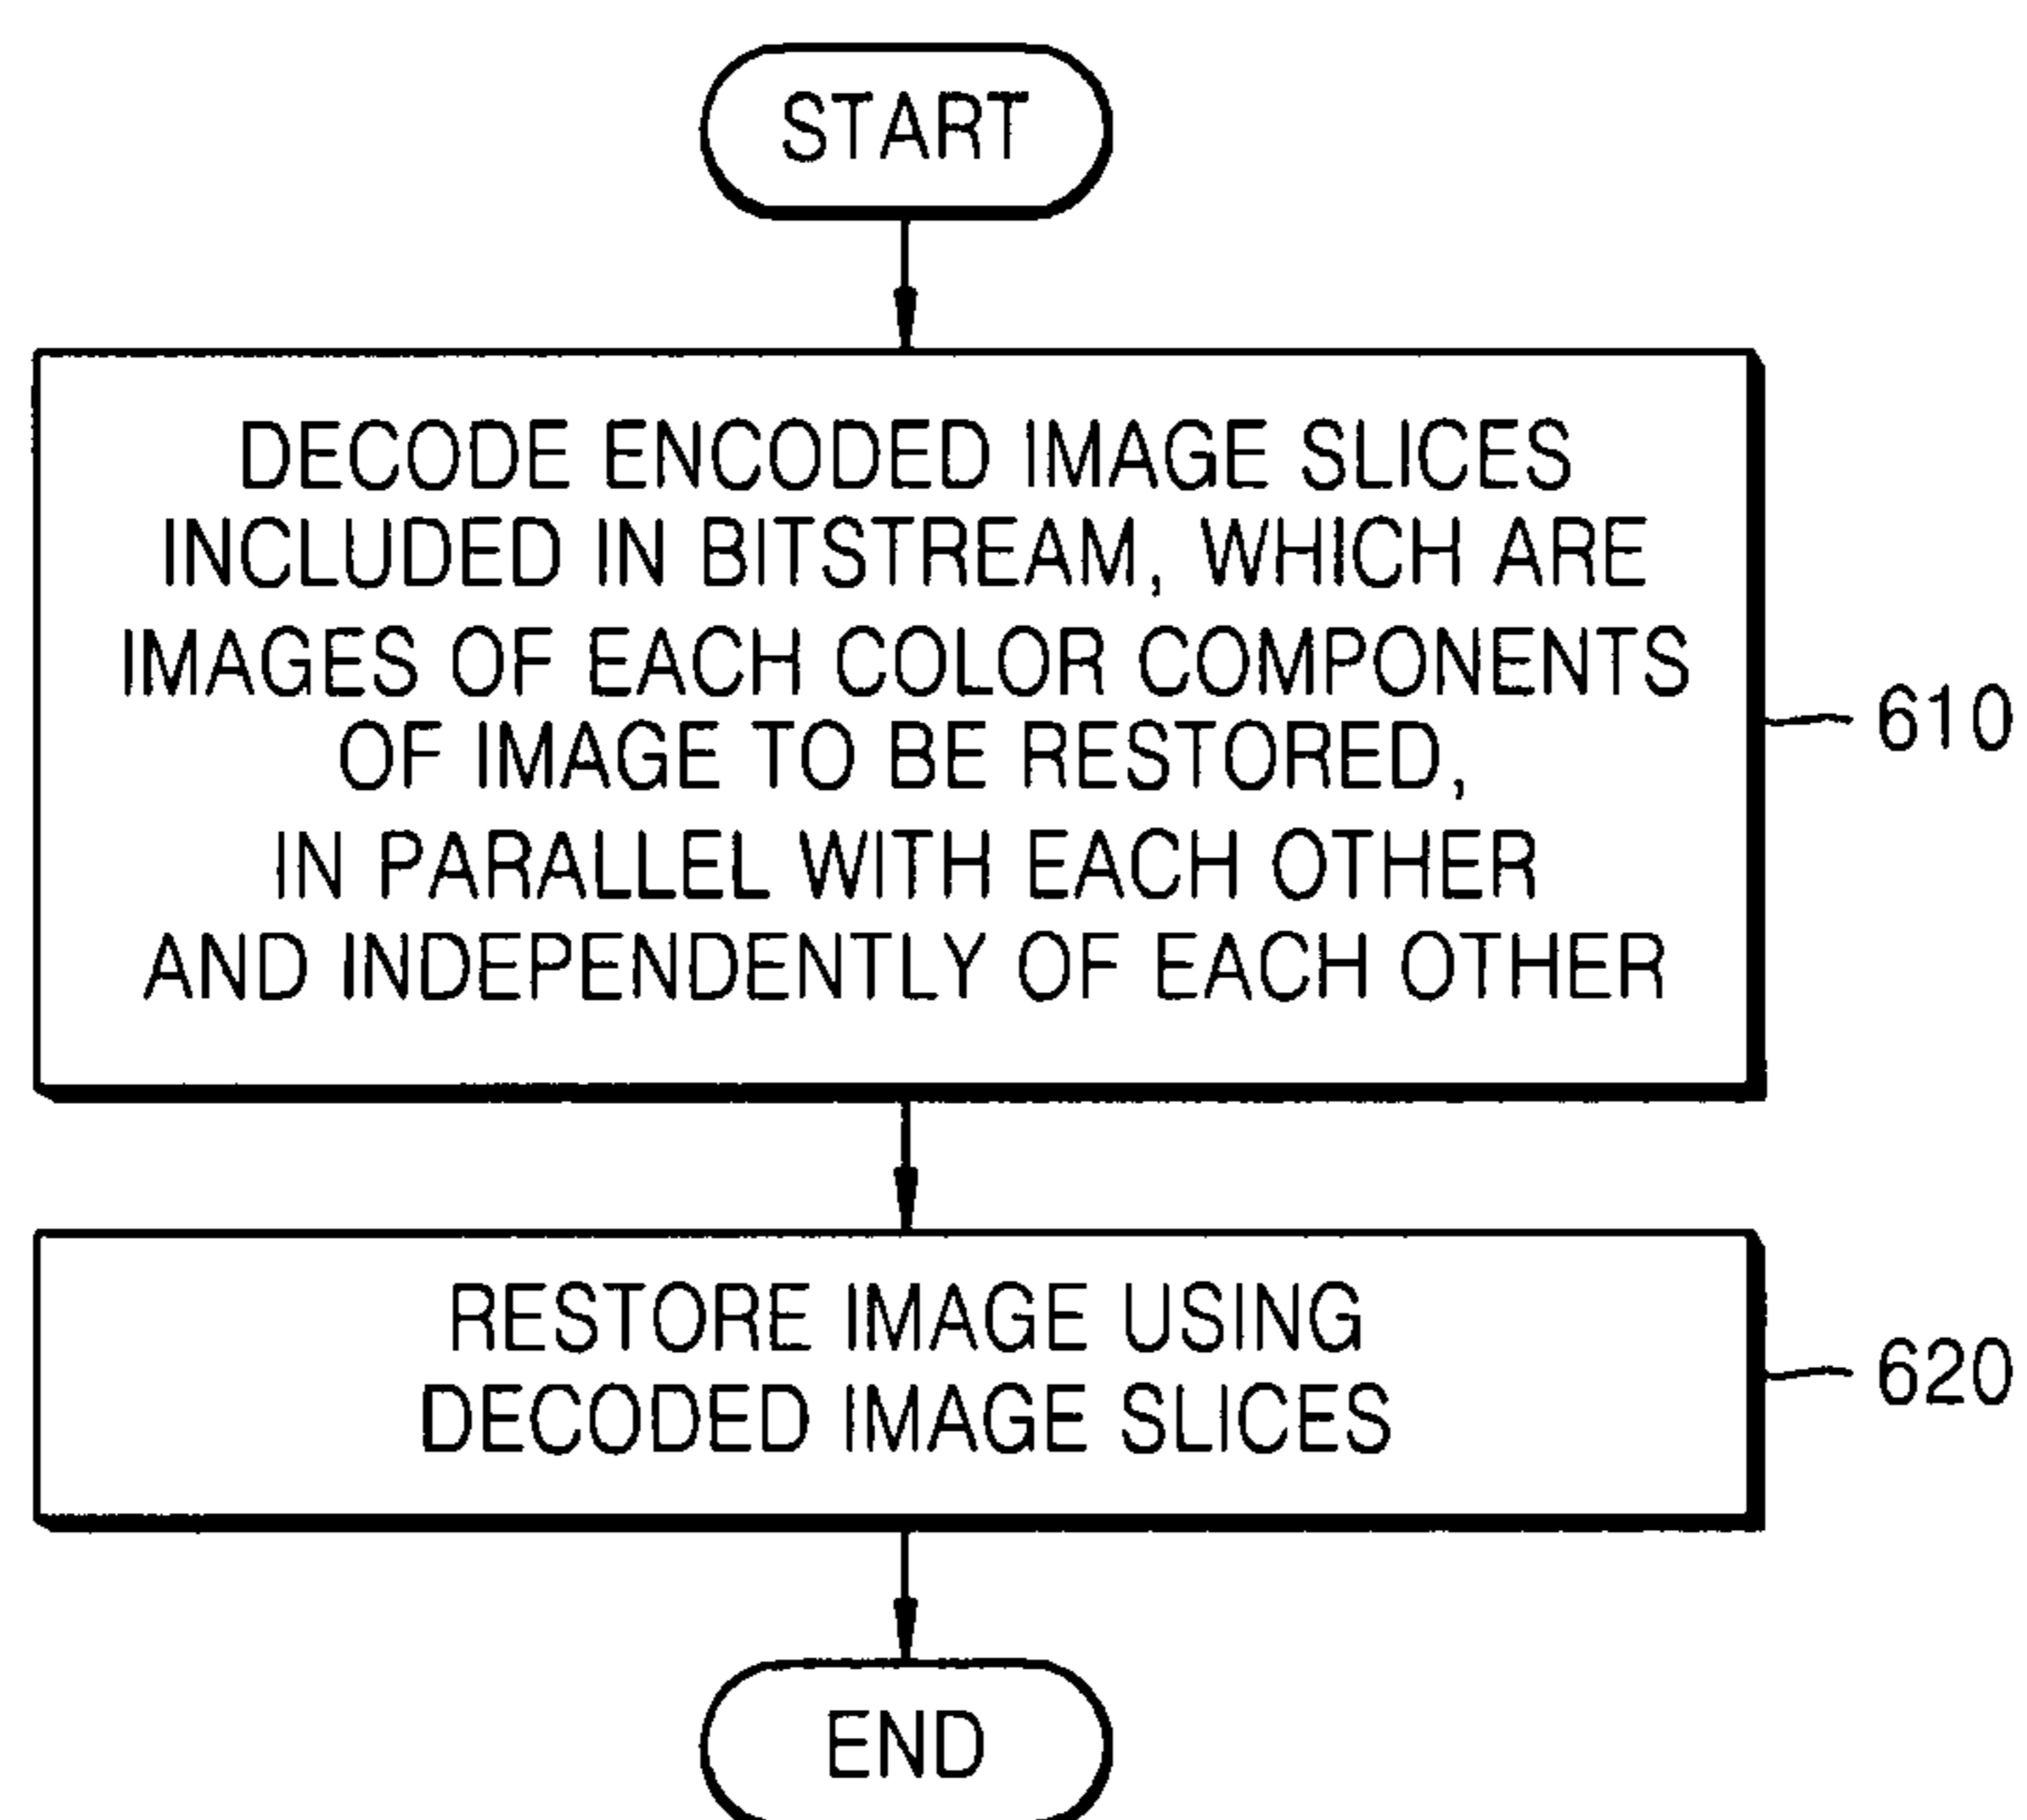 START
DECODE ENCODED IMAGE SLICES
INCLUDED IN BITSTREAM, WHICH ARE
IMAGES OF EACH COLOR COMPONENTS
OF IMAGE TO BE RESTORED,
IN PARALLEL WITH EACH OTHER
AND INDEPENDENTLY OF EACH OTHER
610
RESTORE IMAGE USING
DECODED IMAGE SLICES
620
END